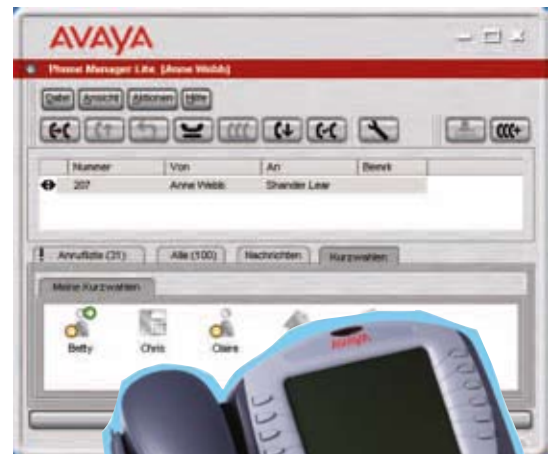 AVAYA
Phone Manager Lite [Anne Webb]
Datei Ansicht Aktionen Hilfe
Nummer Von An Bemrk
207 Anne Webb Shander Lear
! Anrufliste (31) Alle (100) Nachrichten Kurzwahlen
Meine Kurzwahlen
Betty Chris Claire
AVAYA